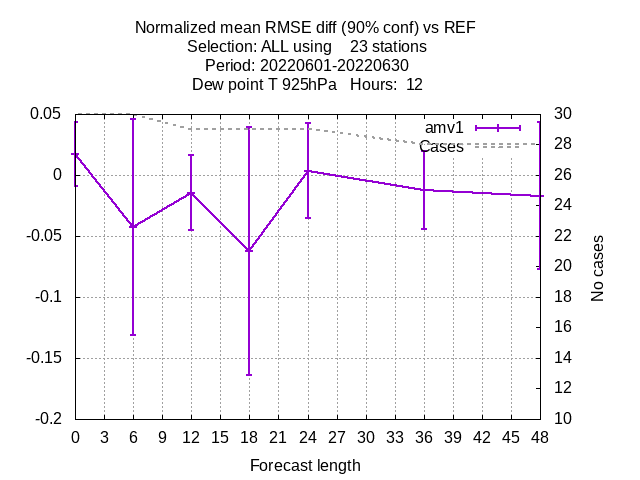 Normalized mean RMSE diff (90% conf) vs REF
Selection: ALL using 23 stations
Period: 20220601-20220630
Dew point T 925hPa Hours: 12
0.05
0
-0.05
-0.1
-0.15
-0.2
amv1
Cases
30
28
26
24
22
20
18
16
14
12
10
No cases
0 3 6 9 12 15 18 21 24 27 30 33 36 39 42 45 48
Forecast length